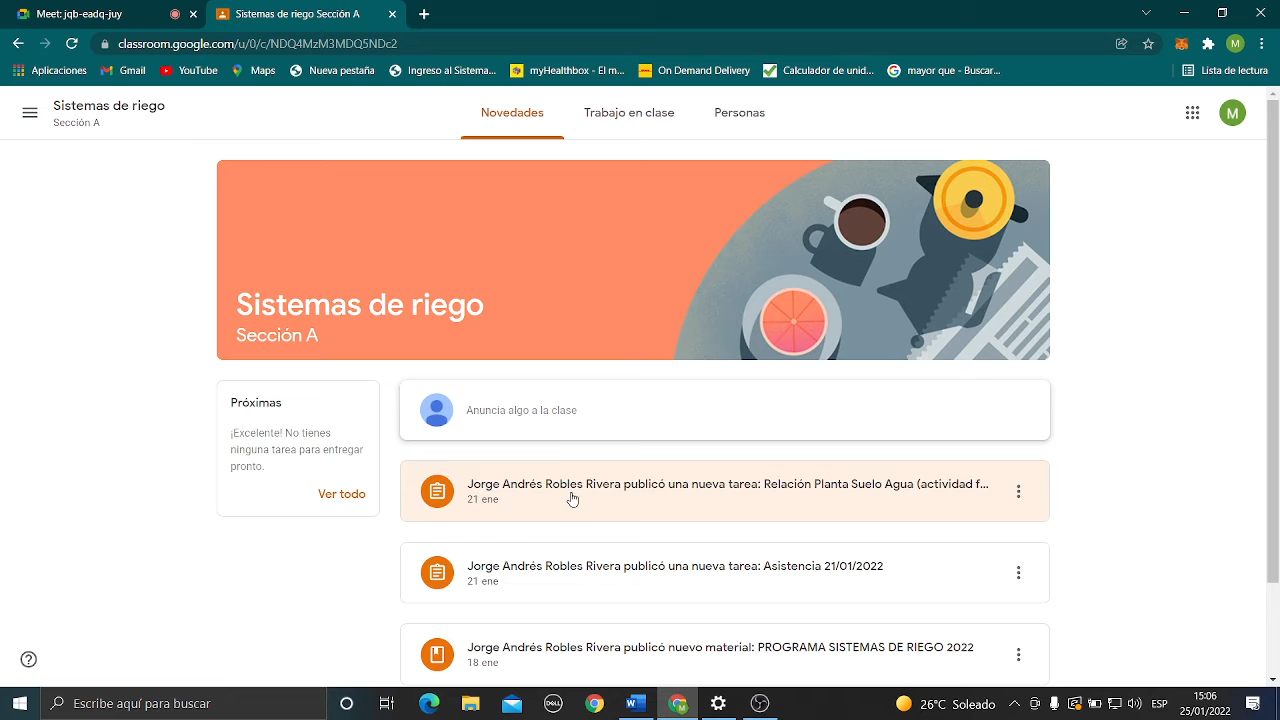 Meet: jqb-eadq-juy
Sistemas de riego Sección A
classroom.google.com/u/0/c/NDQ4MzM3MDQ5NDc2
M
Aplicaciones
Gmail
YouTube
Maps
Nueva pestaña
Ingreso al Sistema...
myHealthbox - El m...
On Demand Delivery
Calculador de unid...
mayor que - Buscar...
Lista de lectura
Sistemas de riego
Sección A
Novedades
Trabajo en clase
Personas
M
Sistemas de riego
Sección A
Próximas
¡Excelente! No tienes
ninguna tarea para entregar
pronto.
Ver todo
Anuncia algo a la clase
Jorge Andrés Robles Rivera publicó una nueva tarea: Relación Planta Suelo Agua (actividad f...
21 ene
Jorge Andrés Robles Rivera publicó una nueva tarea: Asistencia 21/01/2022
21 ene
Jorge Andrés Robles Rivera publicó nuevo material: PROGRAMA SISTEMAS DE RIEGO 2022
18 ene
Escribe aquí para buscar
26°C Soleado
ESP
15:06
25/01/2022